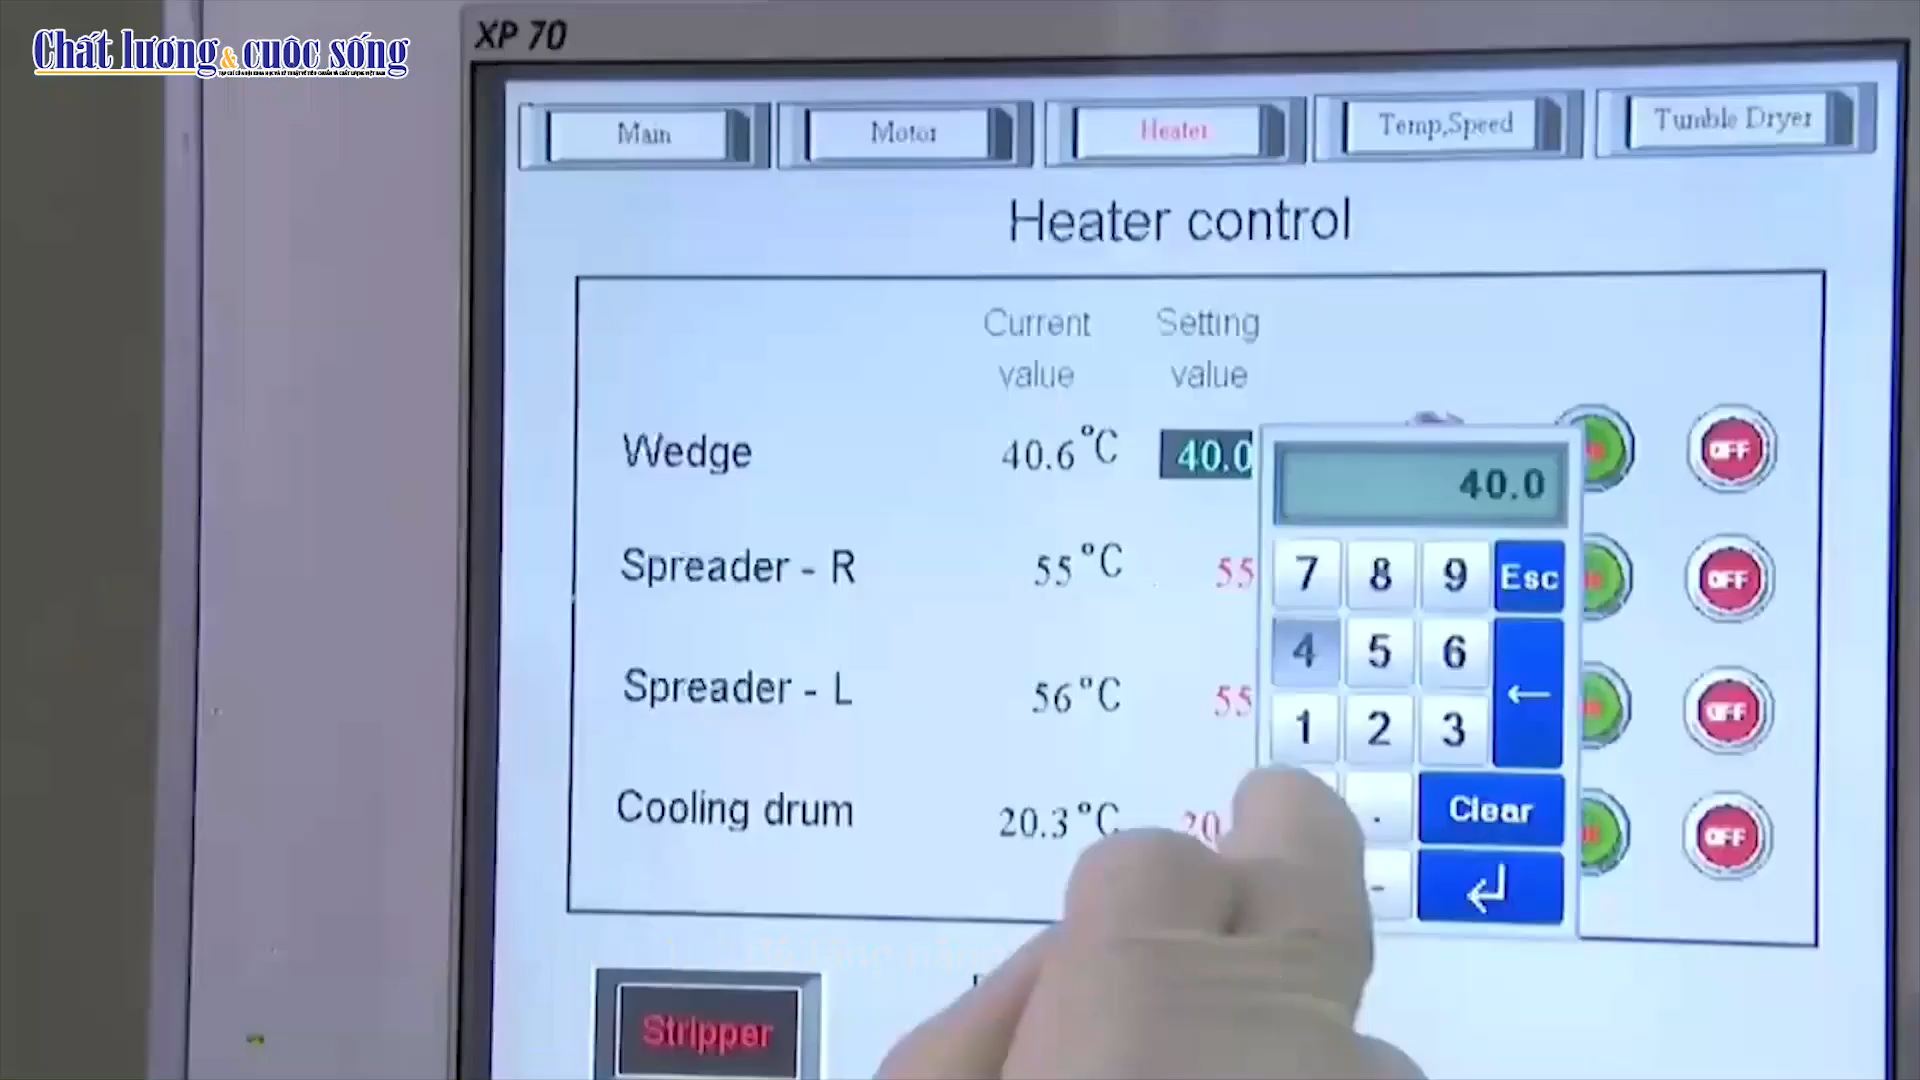 Chất lượng & cuộc sống
XP 70
Main
Motor
Heater
Temp,Speed
Tumble Dryer
Heater control
Current value
Setting value
Wedge 40.6 °C 40.0
OFF
Spreader - R 55 °C 55
OFF
Spreader - L 56 °C 55
OFF
Cooling drum 20.3 °C 20.
OFF
40.0
7 8 9 Esc
4 5 6 ←
1 2 3
. Clear
-
Stripper